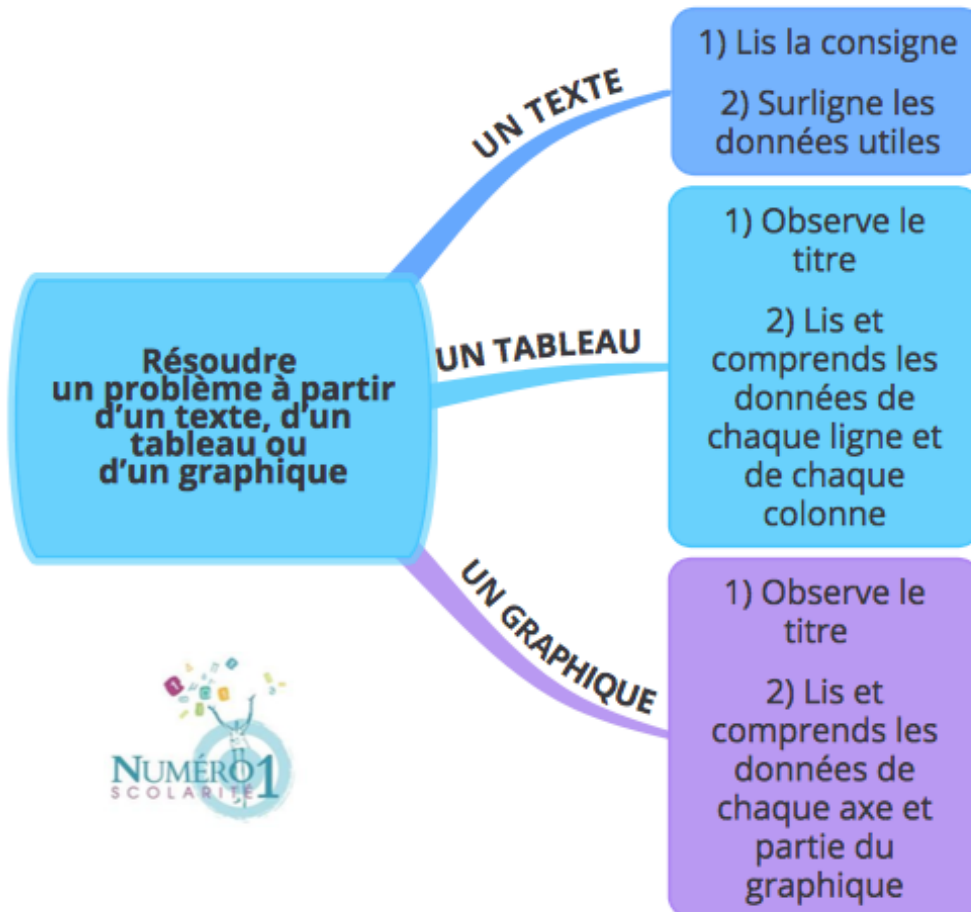 Résoudre
un problème à partir
d'un texte, d'un
tableau ou
d'un graphique
UN TEXTE
1) Lis la consigne
2) Surligne les
données utiles
UN TABLEAU
1) Observe le
titre
2) Lis et
comprends les
données de
chaque ligne et
de chaque
colonne
UN GRAPHIQUE
1) Observe le
titre
2) Lis et
comprends les
données de
chaque axe et
partie du
graphique
NUMÉRO 1
SCOLARITÉ